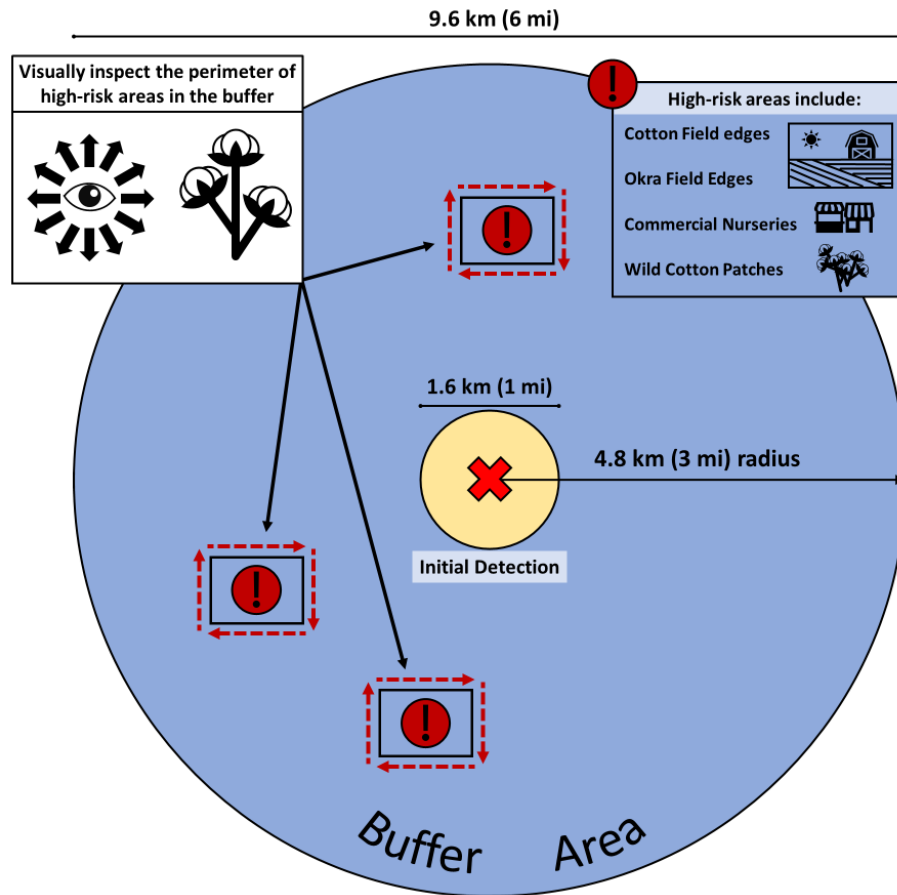 9.6 km (6 mi)
Visually inspect the perimeter of
high-risk areas in the buffer
!
High-risk areas include:
Cotton Field edges
Okra Field Edges
Commercial Nurseries
Wild Cotton Patches
!
1.6 km (1 mi)
4.8 km (3 mi) radius
Initial Detection
!
!
Buffer Area